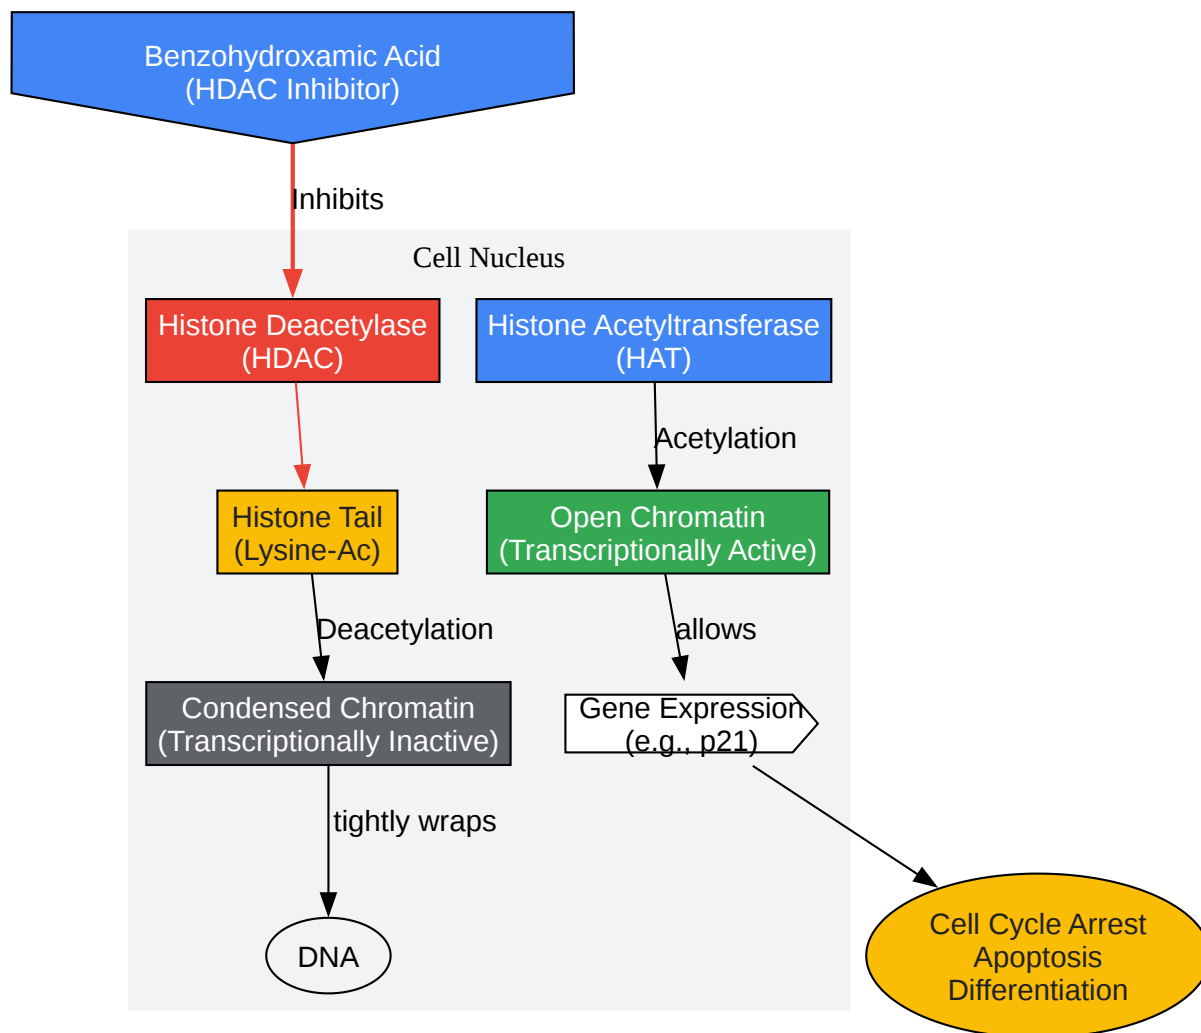 Benzohydroxamic Acid
(HDAC Inhibitor)
Inhibits
Cell Nucleus
Histone Deacetylase
(HDAC)
Histone Acetyltransferase
(HAT)
Acetylation
Histone Tail
(Lysine-Ac)
Open Chromatin
(Transcriptionally Active)
Deacetylation
allows
Condensed Chromatin
(Transcriptionally Inactive)
Gene Expression
(e.g., p21)
tightly wraps
DNA
Cell Cycle Arrest
Apoptosis
Differentiation